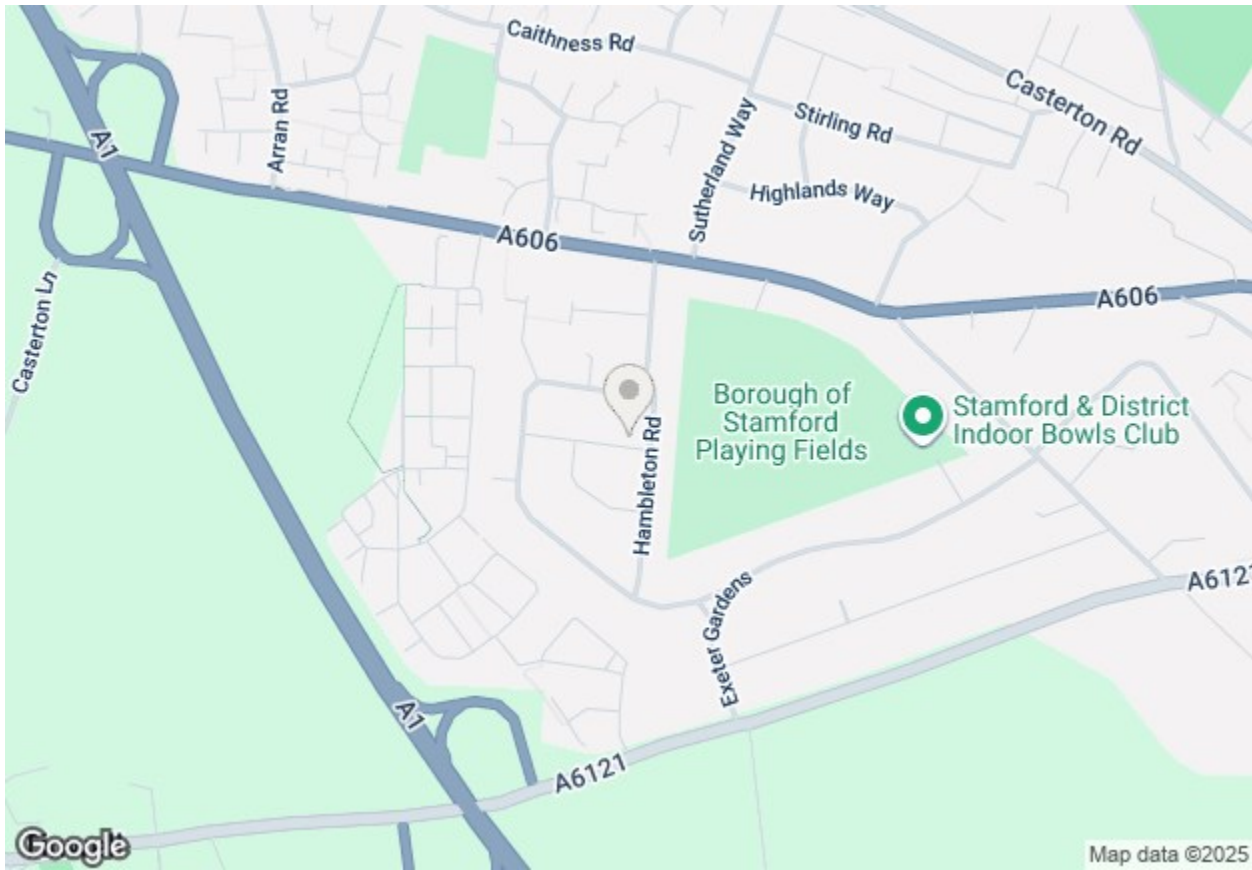 Caithness Rd
Casterton Rd
Arran Rd
Stirling Rd
Sutherland Way
Highlands Way
A1
A606
A606
Casterton Ln
Borough of
Stamford
Playing Fields
Stamford & District
Indoor Bowls Club
Hambleton Rd
Exeter Gardens
A6121
A1
A6121
Google
Map data ©2025